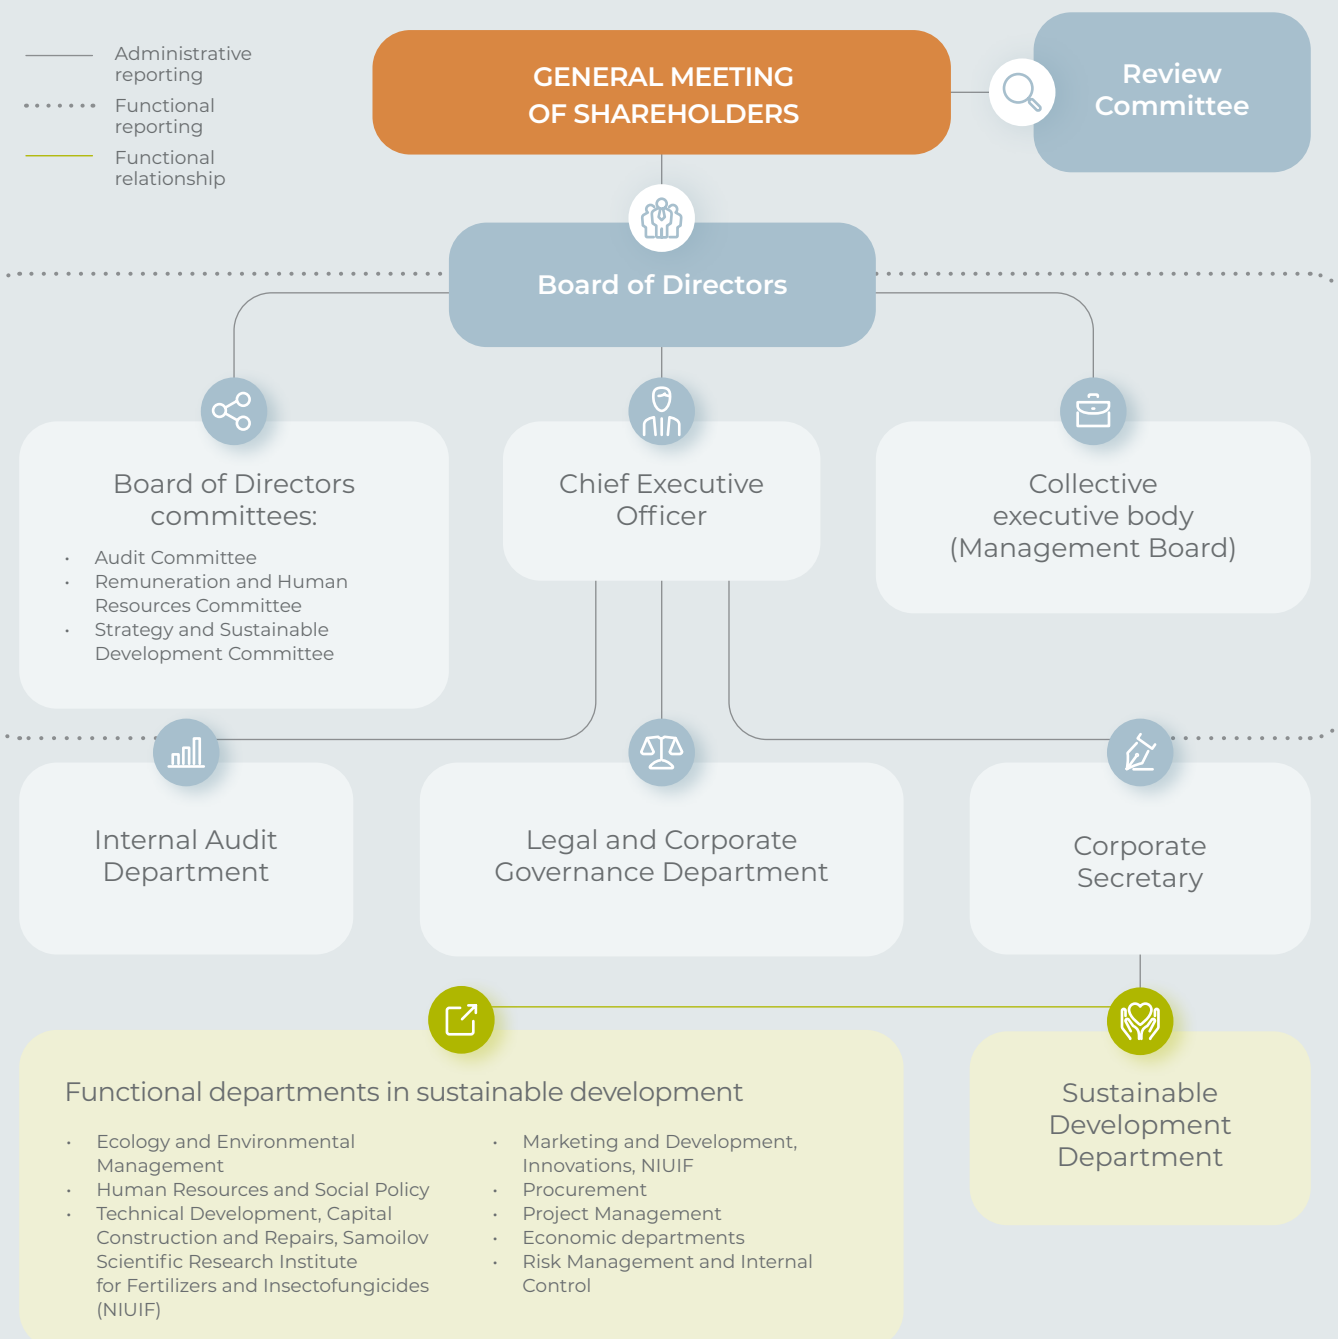 Administrative
reporting
Functional
reporting
Functional
relationship
GENERAL MEETING
OF SHAREHOLDERS
Review
Committee
Board of Directors
Board of Directors
committees:
• Audit Committee
• Remuneration and Human
Resources Committee
• Strategy and Sustainable
Development Committee
Chief Executive
Officer
Collective
executive body
(Management Board)
Internal Audit
Department
Legal and Corporate
Governance Department
Corporate
Secretary
Functional departments in sustainable development
• Ecology and Environmental
Management
• Human Resources and Social Policy
• Technical Development, Capital
Construction and Repairs, Samoilov
Scientific Research Institute
for Fertilizers and Insectofungicides
(NIUIF)
• Marketing and Development,
Innovations, NIUIF
• Procurement
• Project Management
• Economic departments
• Risk Management and Internal
Control
Sustainable
Development
Department